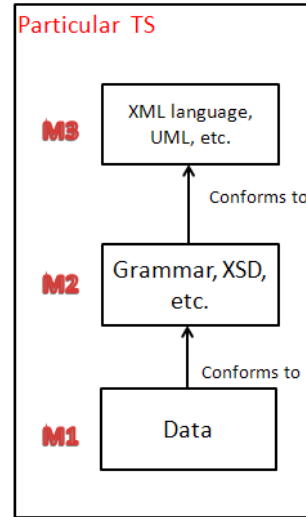 Particular TS
M3
XML language,
UML, etc.
Conforms to
M2
Grammar, XSD,
etc.
Conforms to
M1
Data